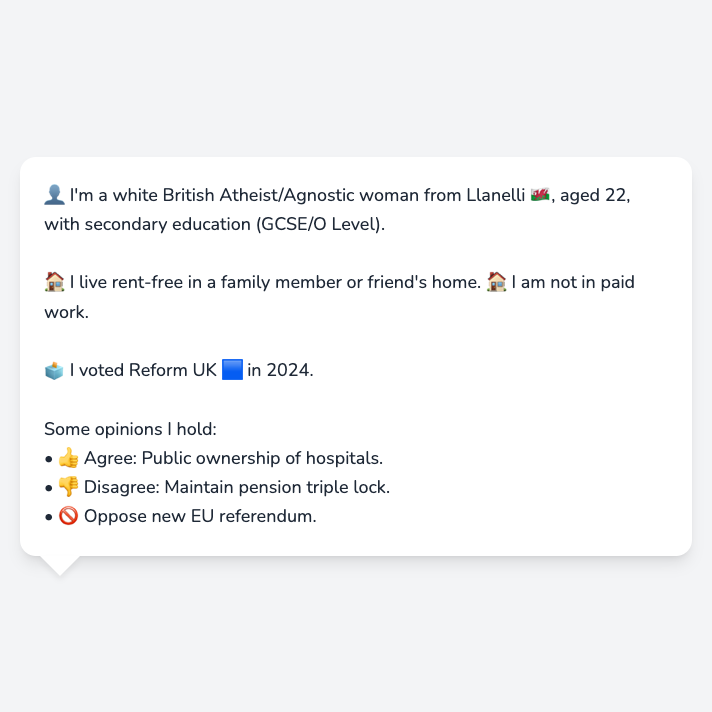 👤 I'm a white British Atheist/Agnostic woman from Llanelli 🏴󠁧󠁢󠁷󠁬󠁳󠁿, aged 22,
with secondary education (GCSE/O Level).
🏠 I live rent-free in a family member or friend's home. 🏠 I am not in paid
work.
🗳️ I voted Reform UK 🟦 in 2024.
Some opinions I hold:
• 👍 Agree: Public ownership of hospitals.
• 👎 Disagree: Maintain pension triple lock.
• 🚫 Oppose new EU referendum.